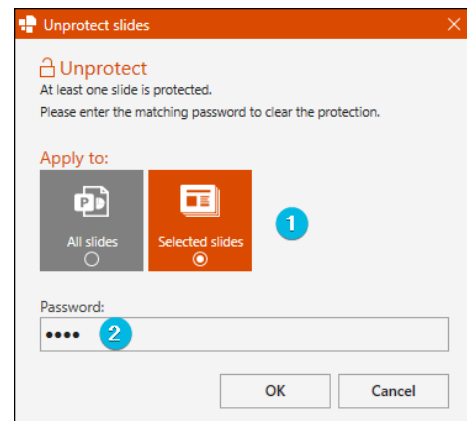 Unprotect slides
Unprotect
At least one slide is protected.
Please enter the matching password to clear the protection.
Apply to:
All slides
Selected slides
1
Password:
•••• 2
OK Cancel